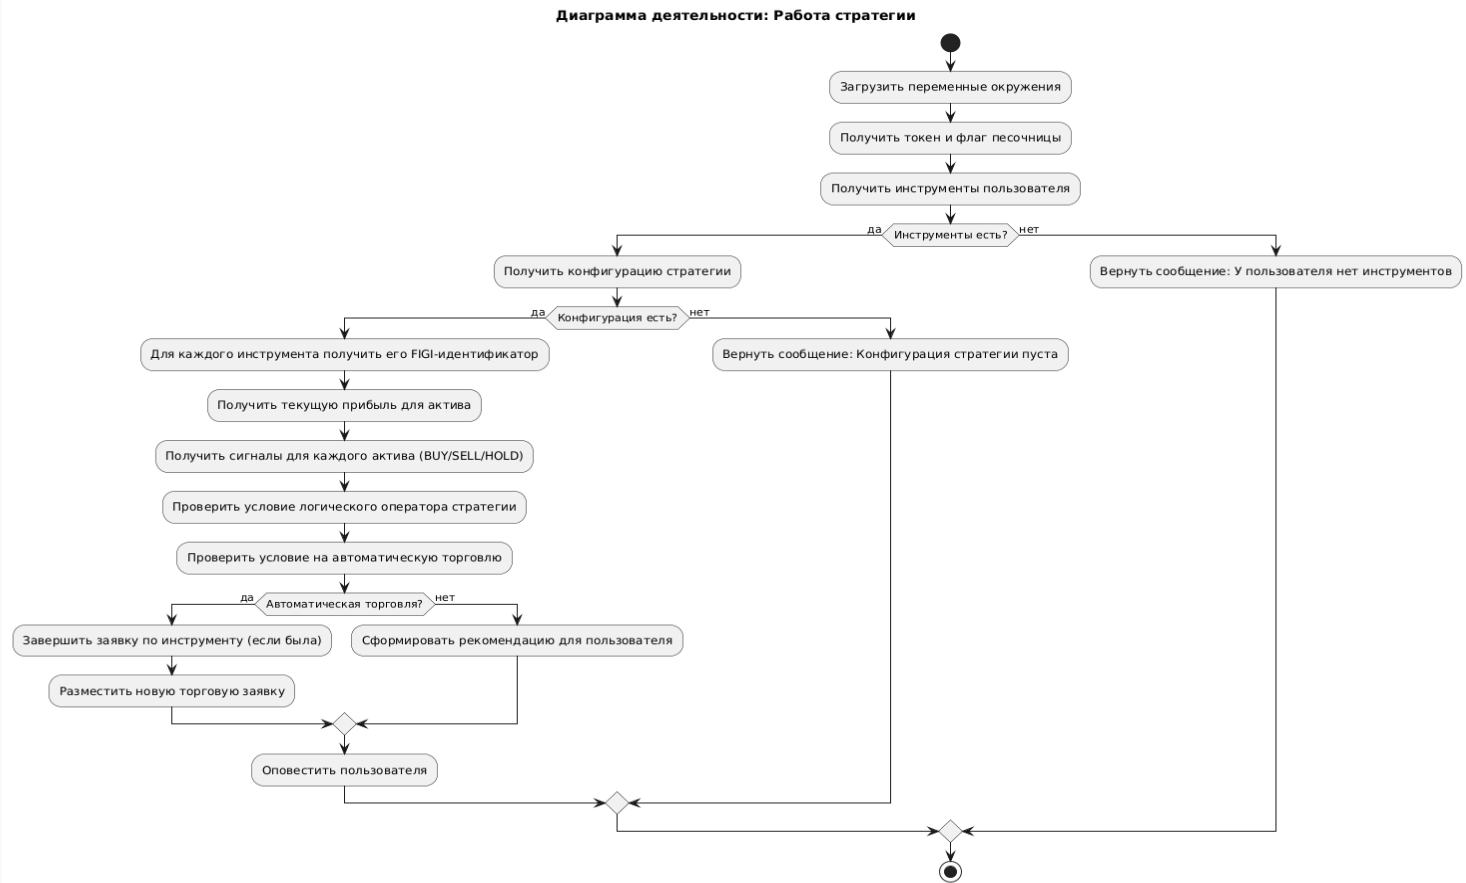 Диаграмма деятельности: Работа стратегии
Загрузить переменные окружения
Получить токен и флаг песочницы
Получить инструменты пользователя
да
Инструменты есть?
нет
Получить конфигурацию стратегии
Вернуть сообщение: У пользователя нет инструментов
да
Конфигурация есть?
нет
Для каждого инструмента получить его FIGI-идентификатор
Вернуть сообщение: Конфигурация стратегии пуста
Получить текущую прибыль для актива
Получить сигналы для каждого актива (BUY/SELL/HOLD)
Проверить условие логического оператора стратегии
Проверить условие на автоматическую торговлю
да
Автоматическая торговля?
нет
Завершить заявку по инструменту (если была)
Сформировать рекомендацию для пользователя
Разместить новую торговую заявку
Оповестить пользователя